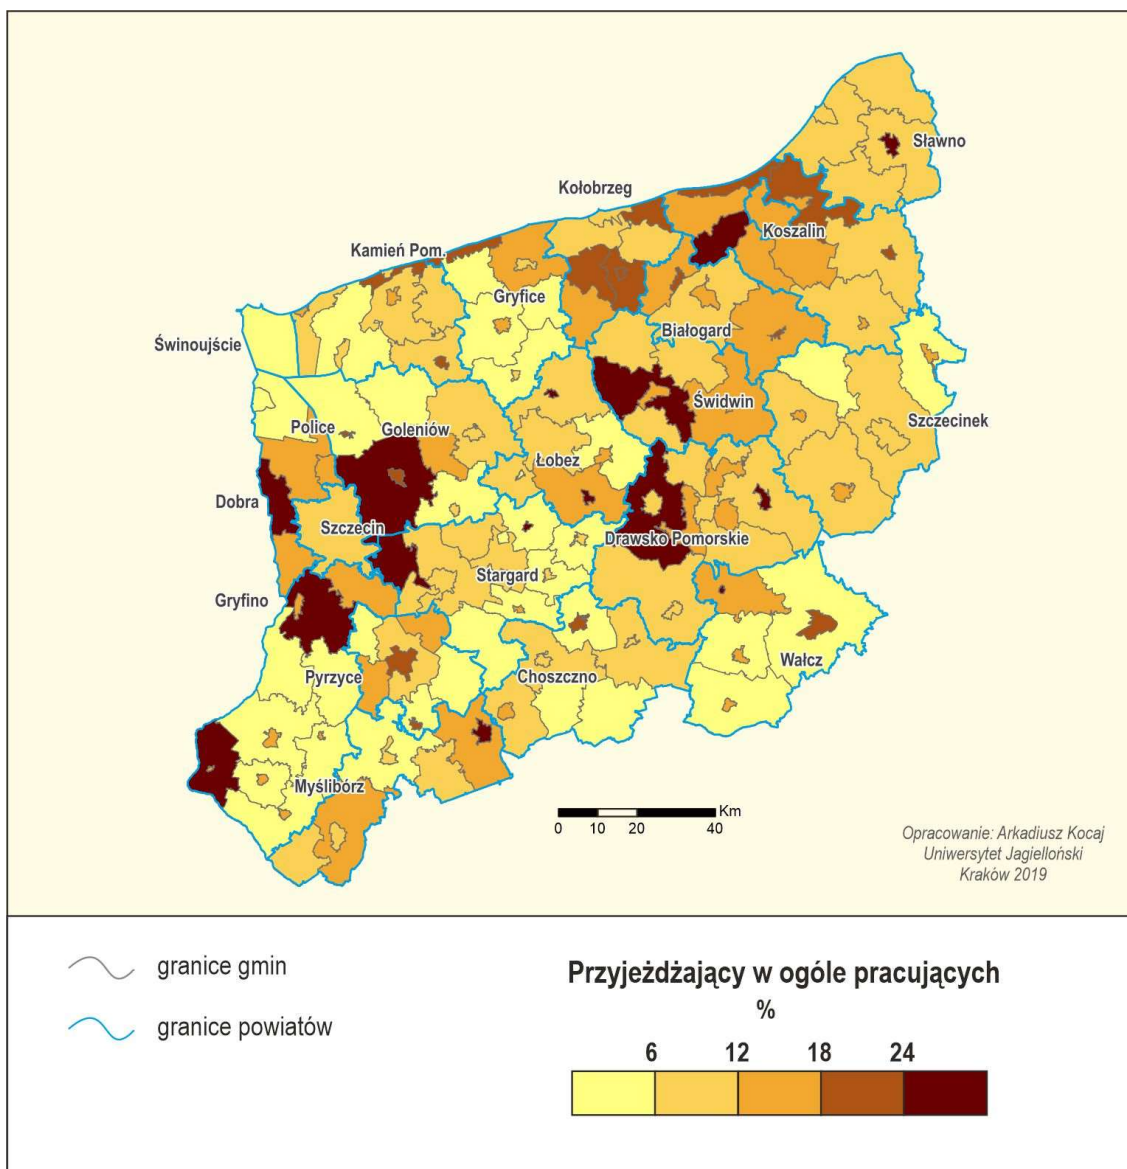 Sławno
Kołobrzeg
Koszalin
Kamień Pom.
Gryfice
Białogard
Świnoujście
Świdwin
Szczecinek
Police
Goleniów
Łobez
Dobra
Szczecin
Drawsko Pomorskie
Stargard
Gryfino
Wałcz
Pyrzyce
Choszczno
Myślibórz
Km
0 10 20 40
Opracowanie: Arkadiusz Kocaj
Uniwersytet Jagielloński
Kraków 2019
granice gmin
granice powiatów
Przyjeżdżający w ogóle pracujących
%
6 12 18 24